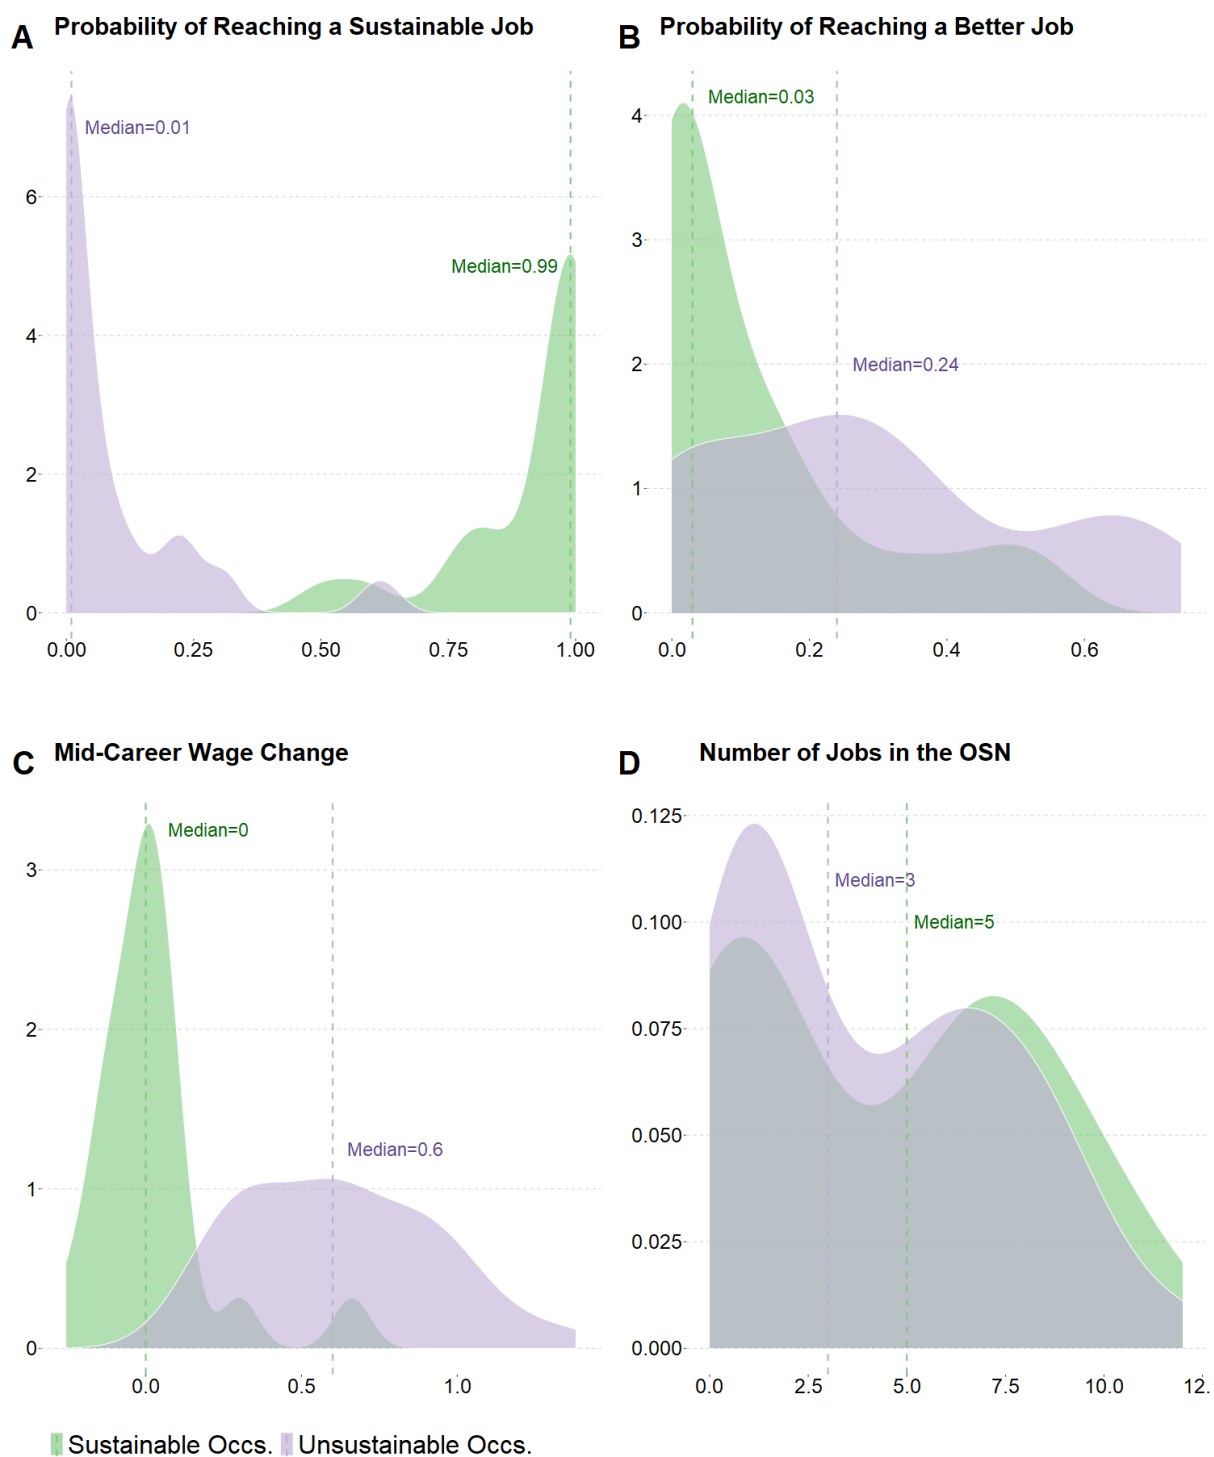 A Probability of Reaching a Sustainable Job
Median=0.01
Median=0.99
6
4
2
0
0.00 0.25 0.50 0.75 1.00
B Probability of Reaching a Better Job
Median=0.03
Median=0.24
4
3
2
1
0
0.0 0.2 0.4 0.6
C Mid-Career Wage Change
Median=0
Median=0.6
3
2
1
0
0.0 0.5 1.0
D Number of Jobs in the OSN
Median=3
Median=5
0.125
0.100
0.075
0.050
0.025
0.000
0.0 2.5 5.0 7.5 10.0 12.
Sustainable Occs. Unsustainable Occs.